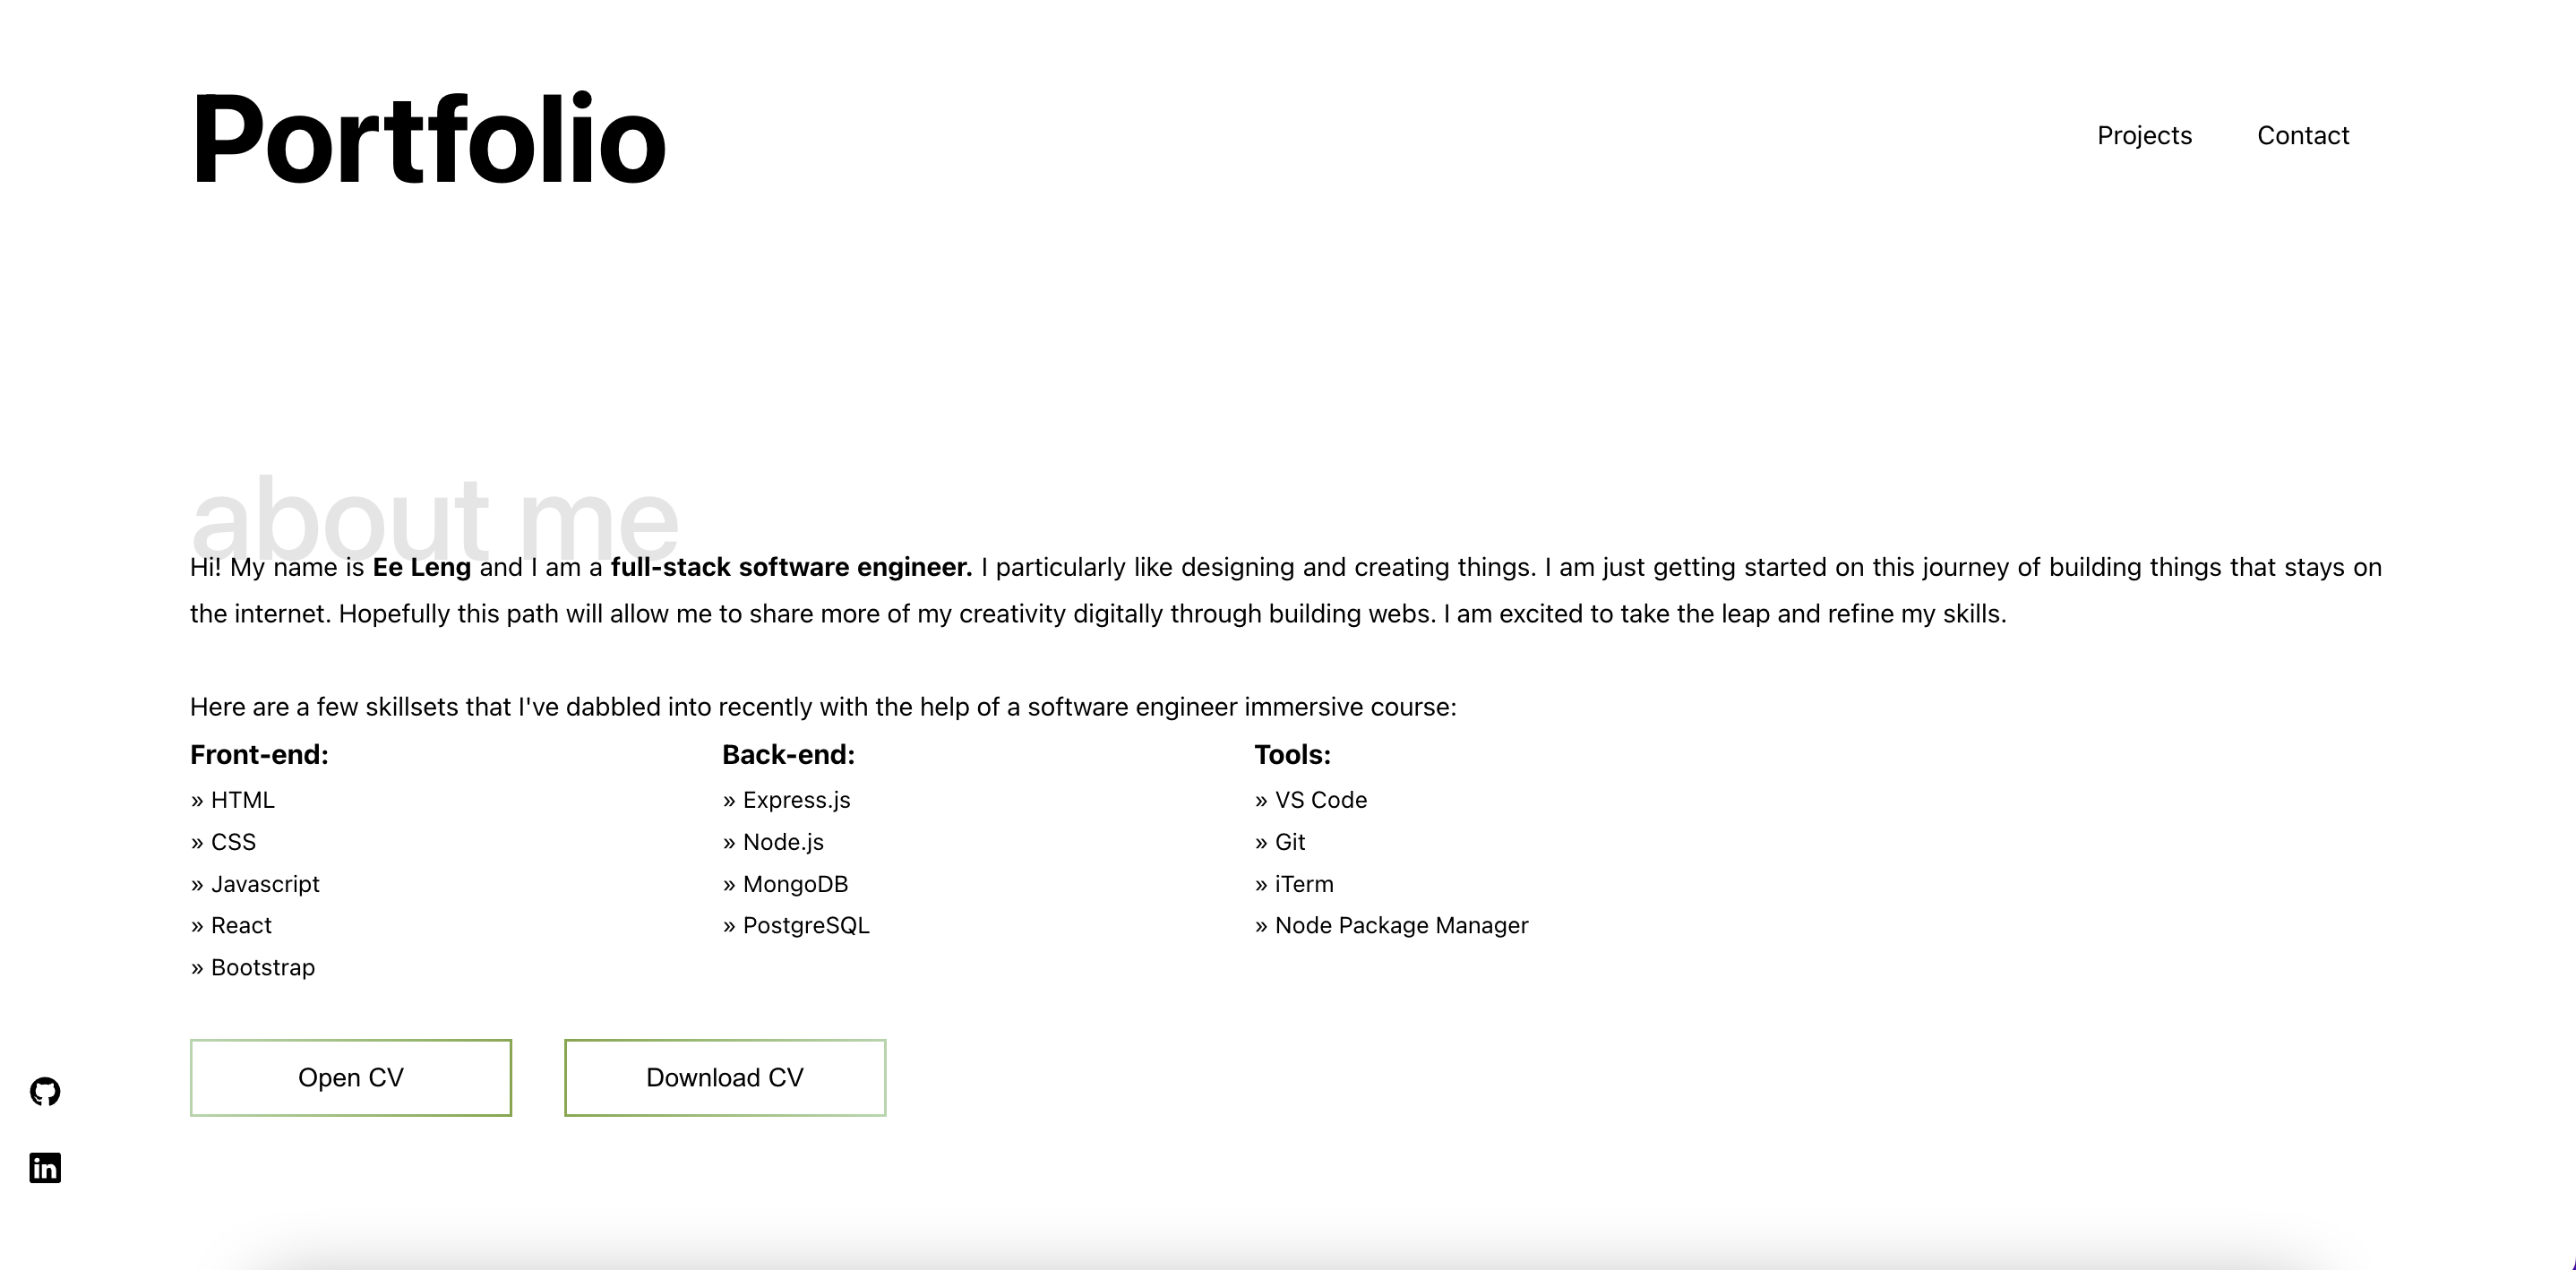 Portfolio
Projects
Contact
about me
Hi! My name is Ee Leng and I am a full-stack software engineer. I particularly like designing and creating things. I am just getting started on this journey of building things that stays on
the internet. Hopefully this path will allow me to share more of my creativity digitally through building webs. I am excited to take the leap and refine my skills.
Here are a few skillsets that I've dabbled into recently with the help of a software engineer immersive course:
Front-end:
» HTML
» CSS
» Javascript
» React
» Bootstrap
Back-end:
» Express.js
» Node.js
» MongoDB
» PostgreSQL
Tools:
» VS Code
» Git
» iTerm
» Node Package Manager
Open CV
Download CV
in